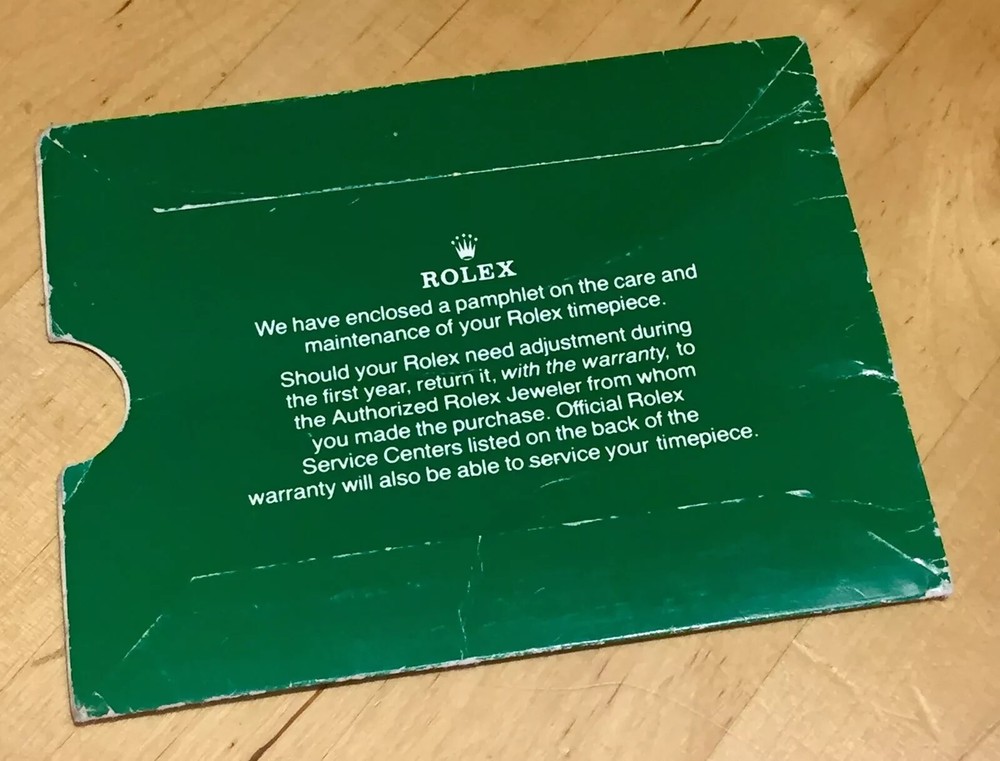 ROLEX
We have enclosed a pamphlet on the care and
maintenance of your Rolex timepiece.
Should your Rolex need adjustment during
the first year, return it, with the warranty, to
the Authorized Rolex Jeweler from whom
you made the purchase. Official Rolex
Service Centers listed on the back of the
warranty will also be able to service your timepiece.